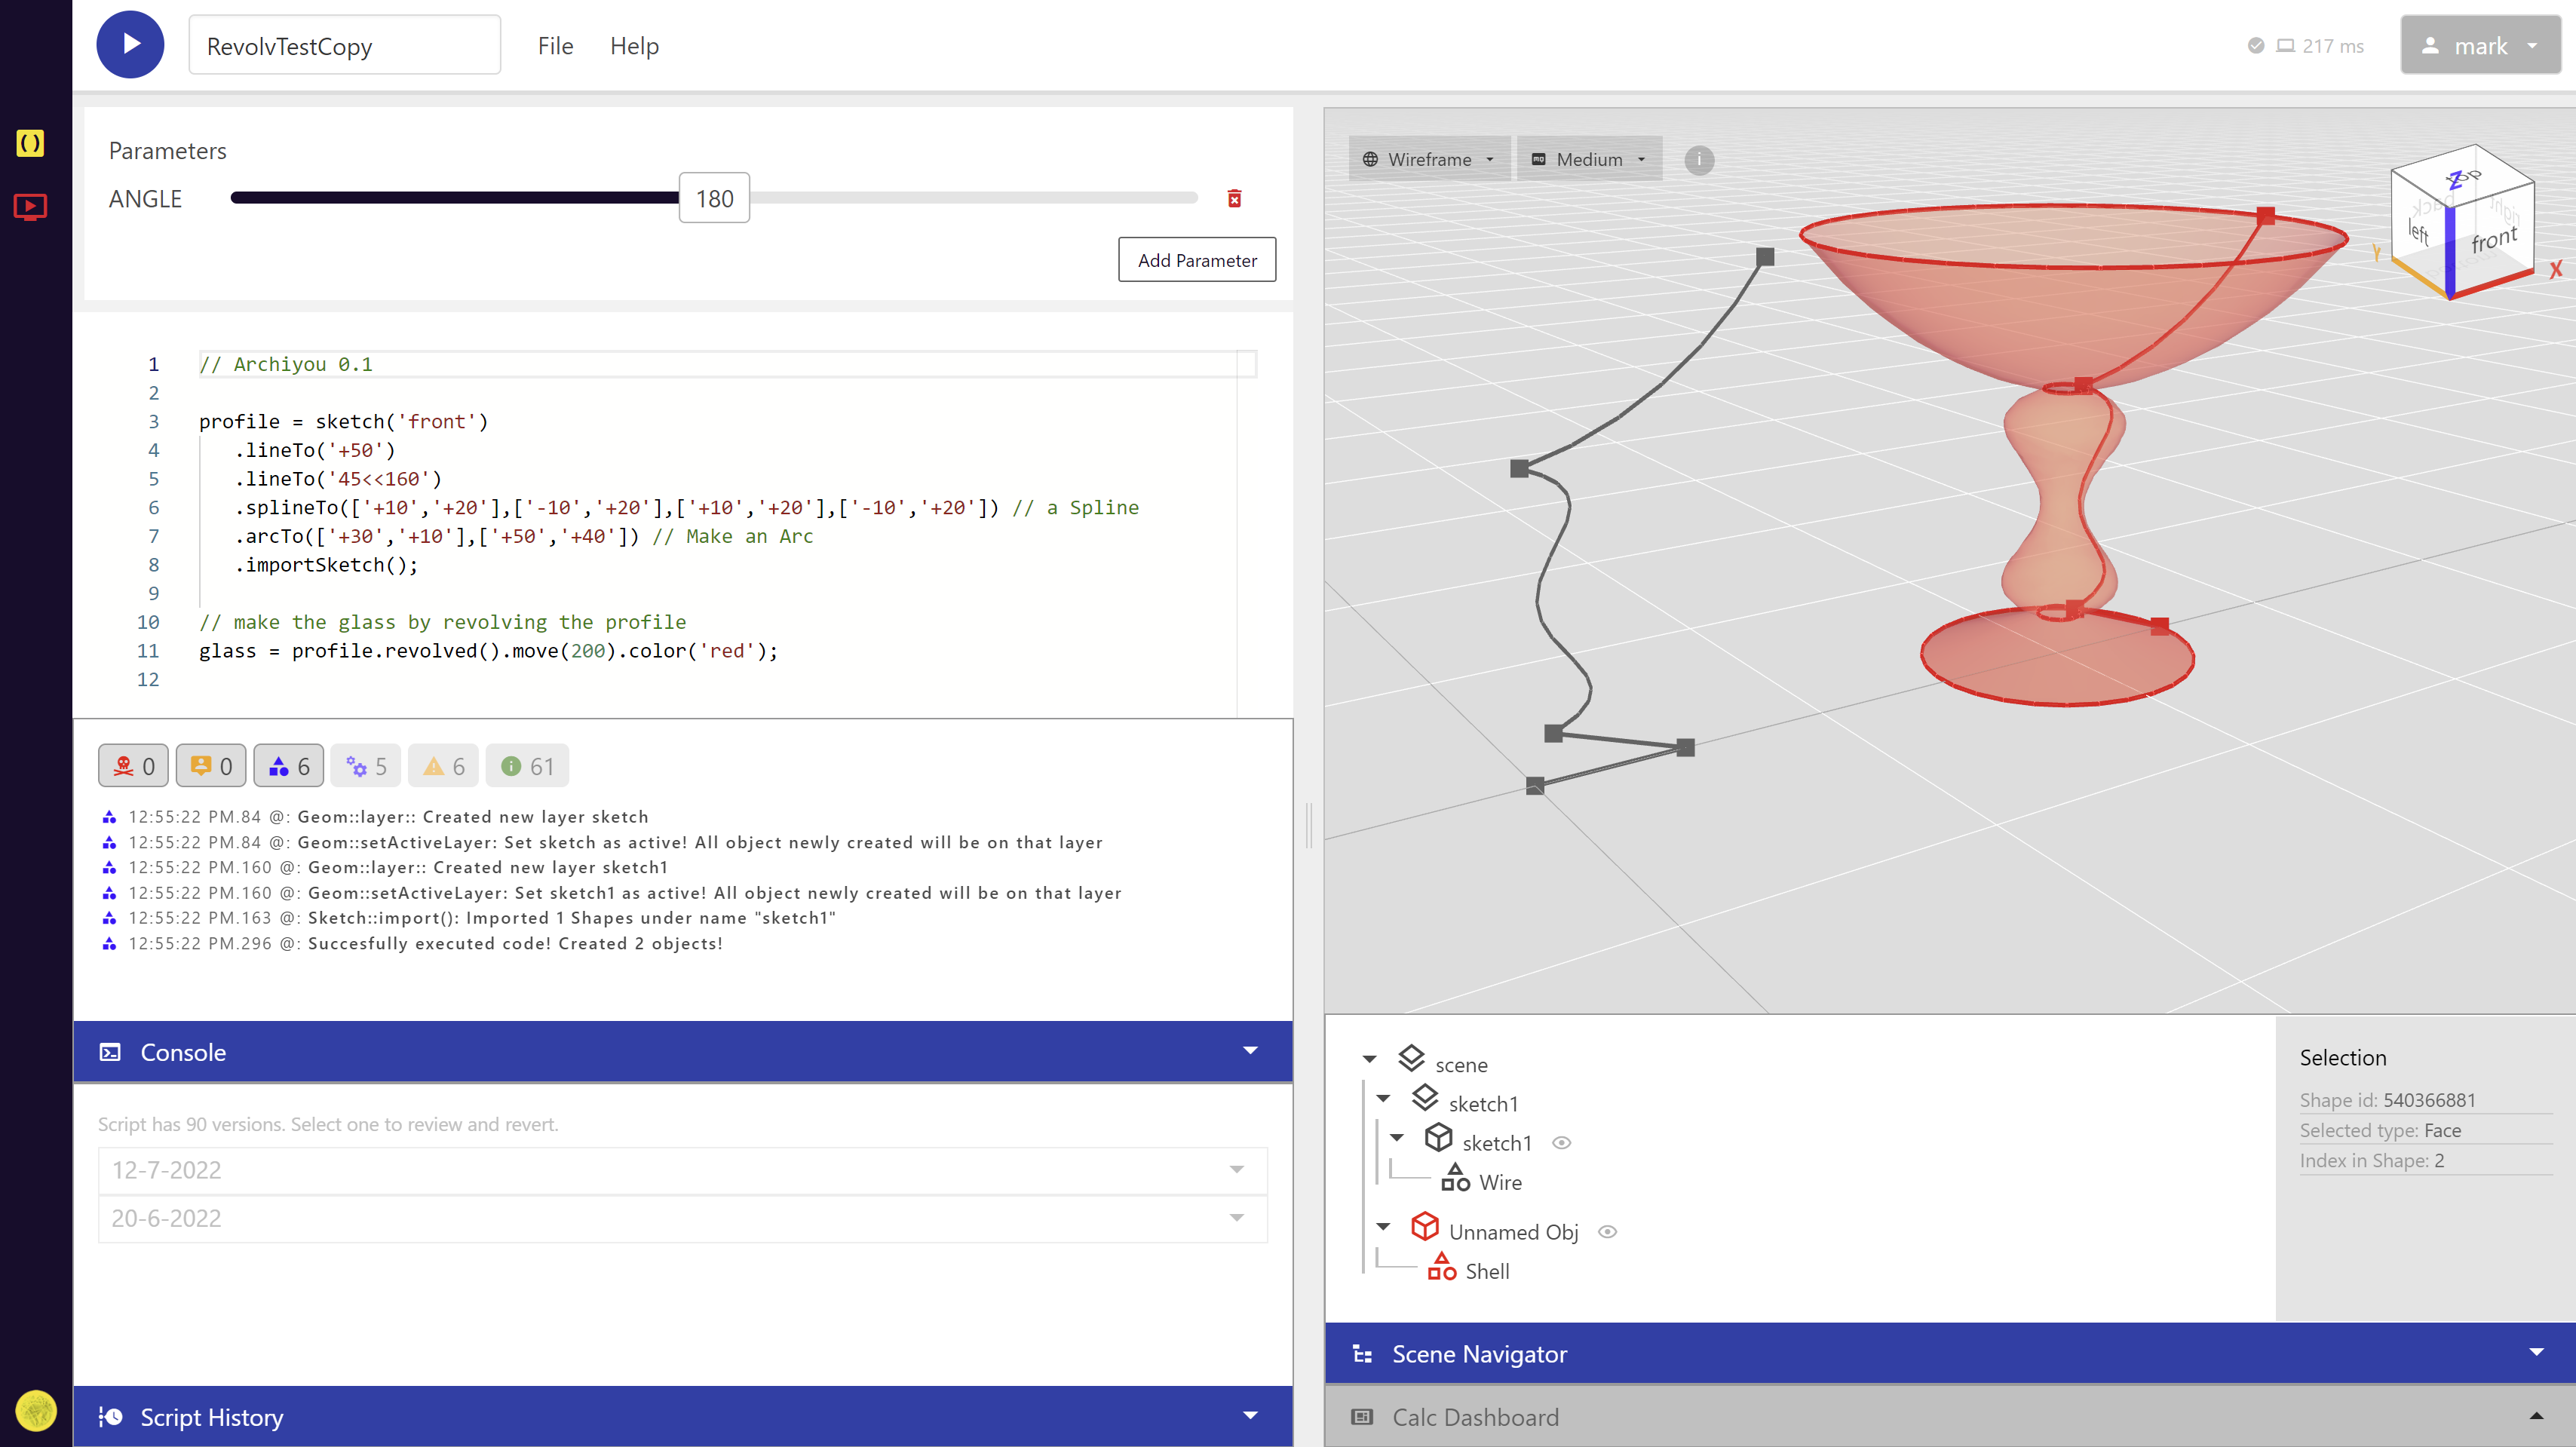 RevolvTestCopy
File
Help
217 ms
mark
Parameters
ANGLE
180
Add Parameter
1 // Archiyou 0.1
2
3 profile = sketch('front')
4 .lineTo('+50')
5 .lineTo('45<<160')
6 .splineTo(['+10','+20'],['-10','+20'],['+10','+20'],['-10','+20']) // a Spline
7 .arcTo(['+30','+10'],['+50','+40']) // Make an Arc
8 .importSketch();
9
10 // make the glass by revolving the profile
11 glass = profile.revolved().move(200).color('red');
12
0
0
6
5
6
61
12:55:22 PM.84 @: Geom::layer:: Created new layer sketch
12:55:22 PM.84 @: Geom::setActiveLayer: Set sketch as active! All object newly created will be on that layer
12:55:22 PM.160 @: Geom::layer:: Created new layer sketch1
12:55:22 PM.160 @: Geom::setActiveLayer: Set sketch1 as active! All object newly created will be on that layer
12:55:22 PM.163 @: Sketch::import(): Imported 1 Shapes under name "sketch1"
12:55:22 PM.296 @: Succesfully executed code! Created 2 objects!
Console
Script has 90 versions. Select one to review and revert.
12-7-2022
20-6-2022
Script History
Wireframe
MQ Medium
i
top
Z
back
right
left
front
Y
X
scene
sketch1
sketch1
Wire
Unnamed Obj
Shell
Selection
Shape id: 540366881
Selected type: Face
Index in Shape: 2
Scene Navigator
Calc Dashboard